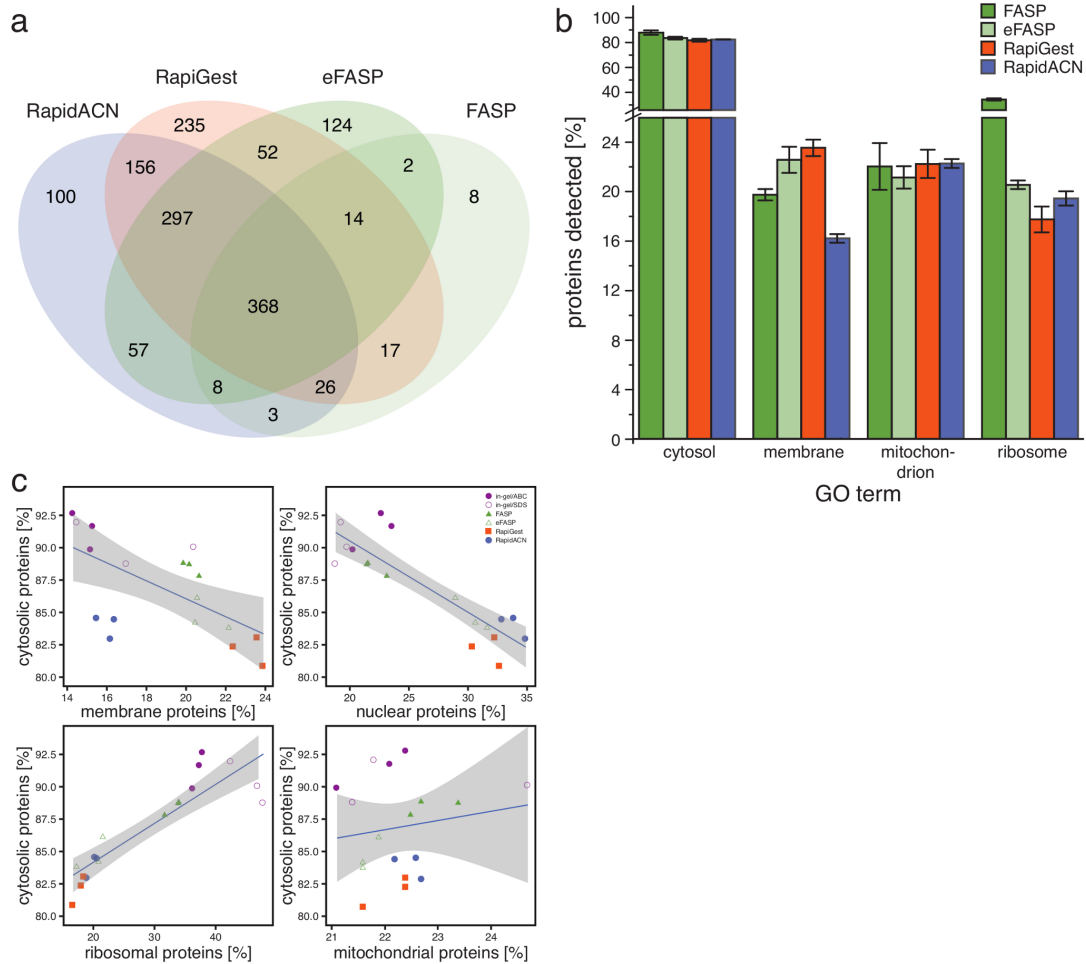 a
RapiGest
eFASP
RapidACN
FASP
235
124
156
52
2
100
8
297
14
368
57
17
8
26
3
b
FASP
eFASP
RapiGest
RapidACN
proteins detected [%]
100
80
60
40
24
20
16
12
8
4
0
cytosol
membrane
mitochon-
drion
ribosome
GO term
c
cytosolic proteins [%]
92.5
90.0
87.5
85.0
82.5
80.0
14
16
18
20
22
24
membrane proteins [%]
in-gel/ABC
in-gel/SDS
FASP
eFASP
RapiGest
RapidACN
cytosolic proteins [%]
92.5
90.0
87.5
85.0
82.5
80.0
20
25
30
35
nuclear proteins [%]
cytosolic proteins [%]
92.5
90.0
87.5
85.0
82.5
80.0
20
30
40
ribosomal proteins [%]
cytosolic proteins [%]
92.5
90.0
87.5
85.0
82.5
80.0
21
22
23
24
mitochondrial proteins [%]